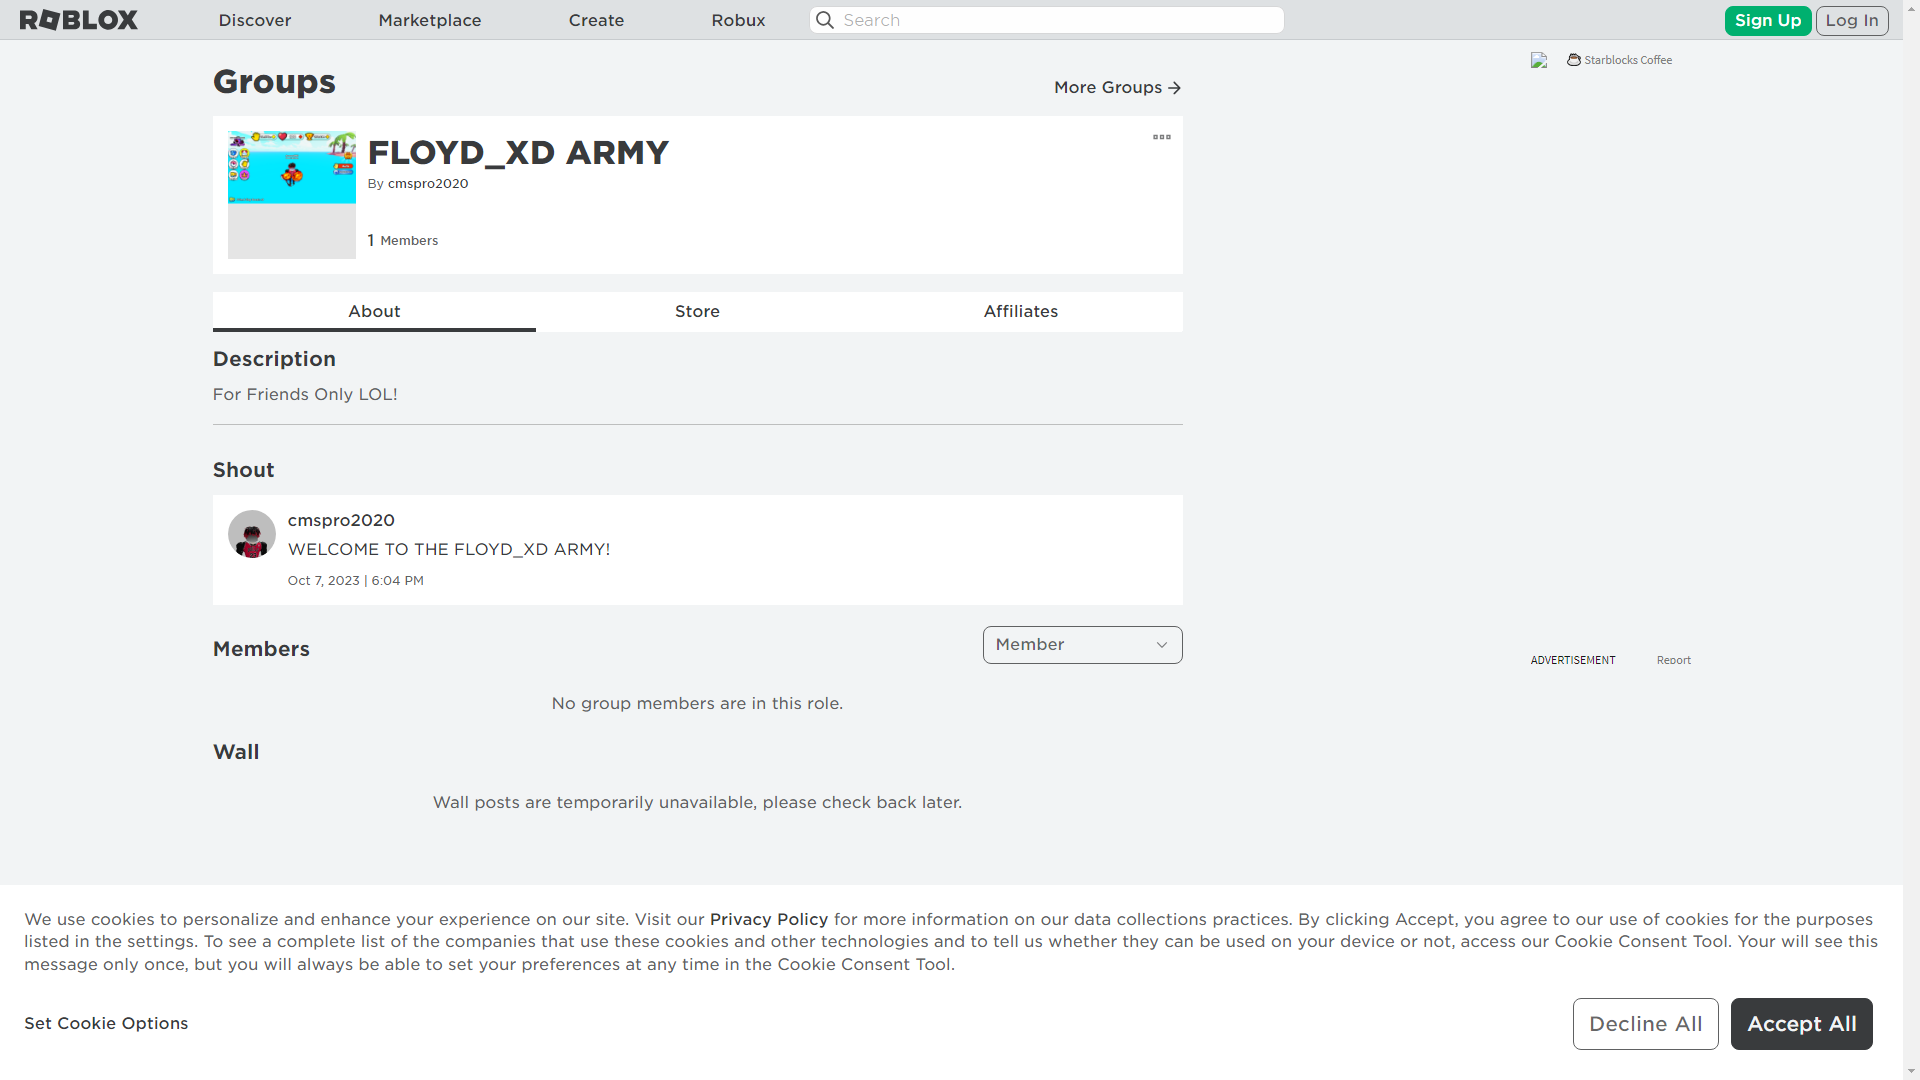 ROBLOX
Discover
Marketplace
Create
Robux
Search
Sign Up
Log In
Starblocks Coffee
Groups
More Groups
FLOYD_XD ARMY
By cmspro2020
1 Members
About
Store
Affiliates
Description
For Friends Only LOL!
Shout
cmspro2020
WELCOME TO THE FLOYD_XD ARMY!
Oct 7, 2023 | 6:04 PM
Members
Member
ADVERTISEMENT
Report
No group members are in this role.
Wall
Wall posts are temporarily unavailable, please check back later.
We use cookies to personalize and enhance your experience on our site. Visit our Privacy Policy for more information on our data collections practices. By clicking Accept, you agree to our use of cookies for the purposes
listed in the settings. To see a complete list of the companies that use these cookies and other technologies and to tell us whether they can be used on your device or not, access our Cookie Consent Tool. Your will see this
message only once, but you will always be able to set your preferences at any time in the Cookie Consent Tool.
Set Cookie Options
Decline All
Accept All